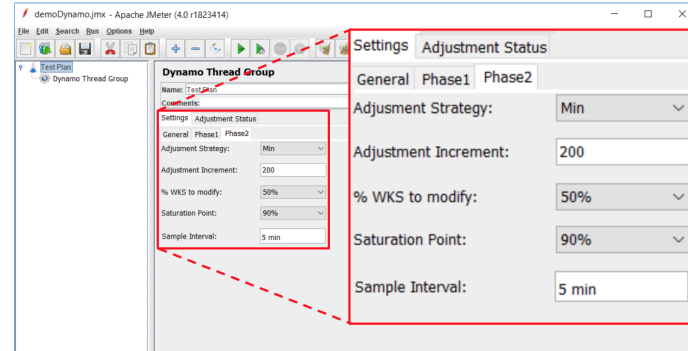 demoDynamo.jmx - Apache JMeter (4.0 r1823414)
File Edit Search Run Options Help
Test Plan
Dynamo Thread Group
Dynamo Thread Group
Name: Test Plan
Comments:
Settings Adjustment Status
General Phase1 Phase2
Adjusment Strategy: Min
Adjustment Increment: 200
% WKS to modify: 50%
Saturation Point: 90%
Sample Interval: 5 min
Settings Adjustment Status
General Phase1 Phase2
Adjusment Strategy: Min
Adjustment Increment: 200
% WKS to modify: 50%
Saturation Point: 90%
Sample Interval: 5 min